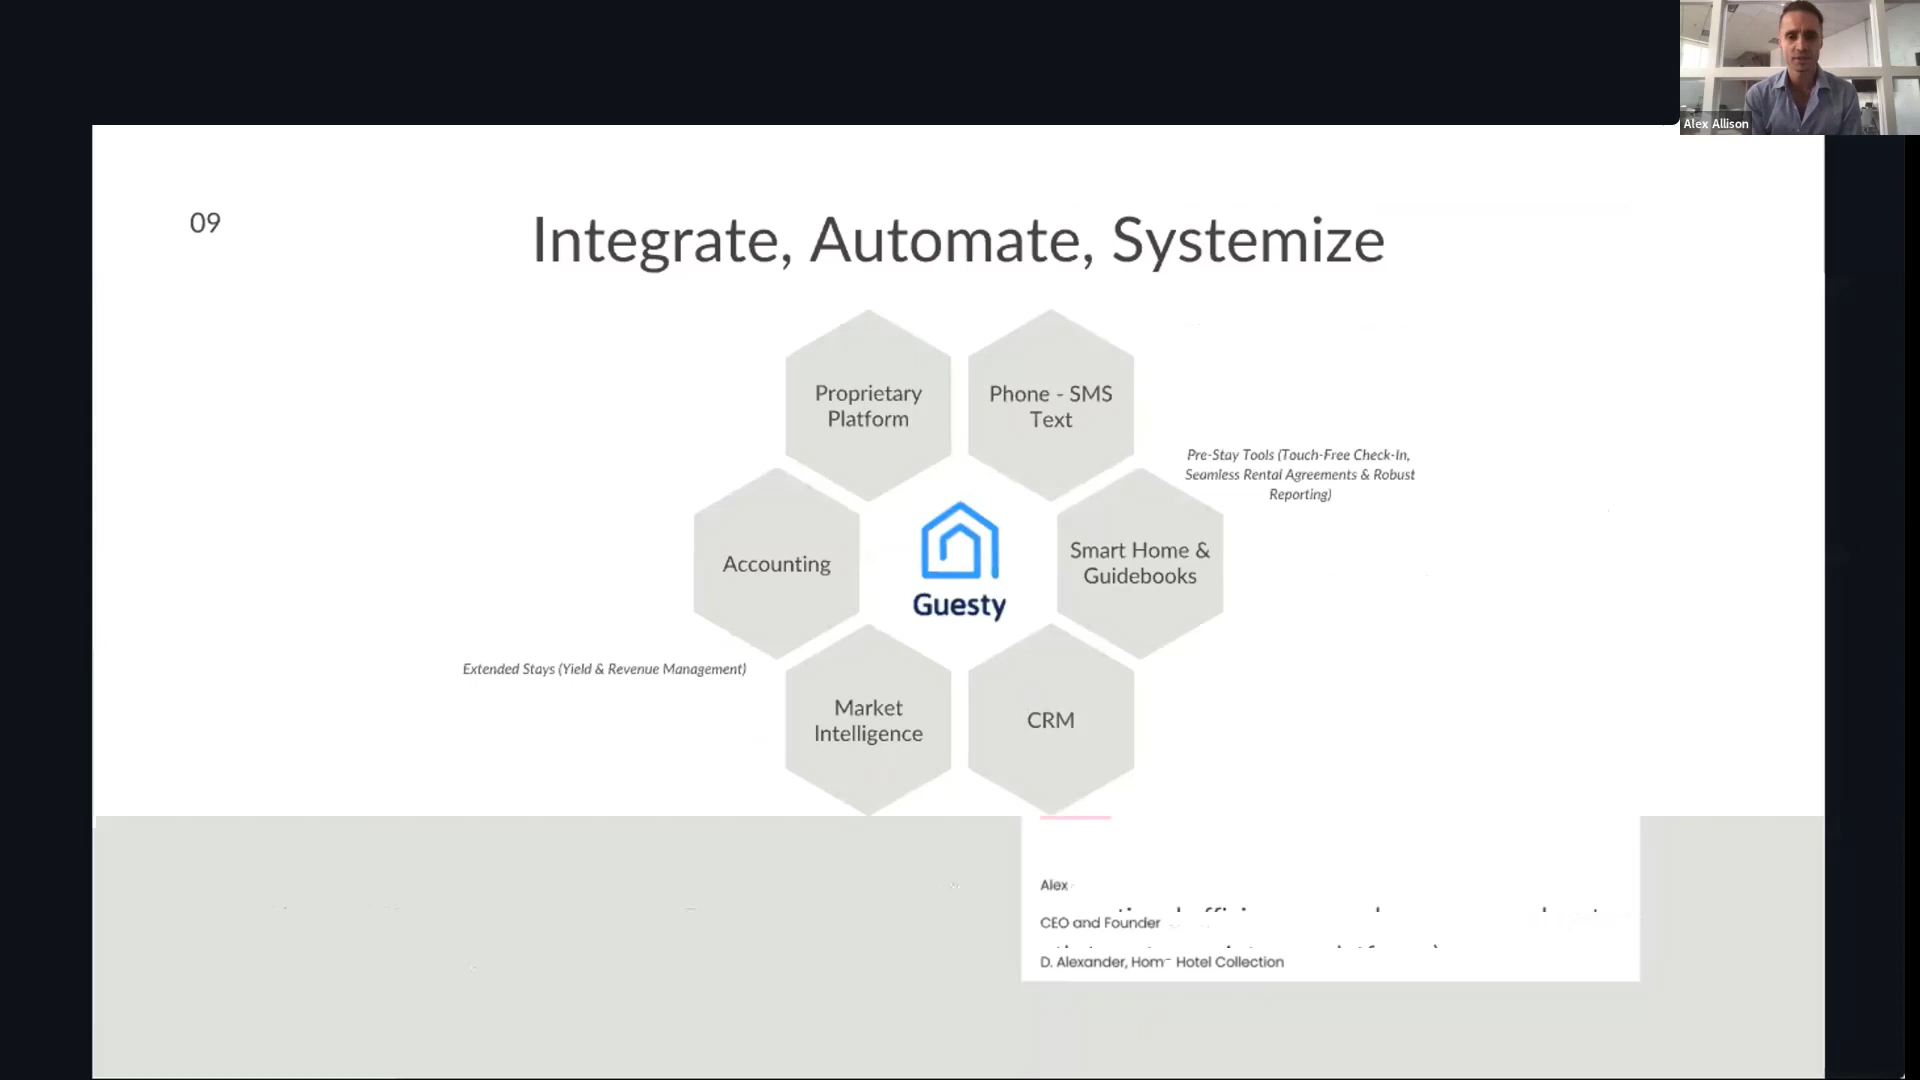 Alex Allison
09
Integrate, Automate, Systemize
Proprietary
Platform
Phone - SMS
Text
Pre-Stay Tools (Touch-Free Check-In,
Seamless Rental Agreements & Robust
Reporting)
Accounting
Guesty
Smart Home &
Guidebooks
Extended Stays (Yield & Revenue Management)
Market
Intelligence
CRM
Alex
CEO and Founder
D. Alexander, Hotel Collection